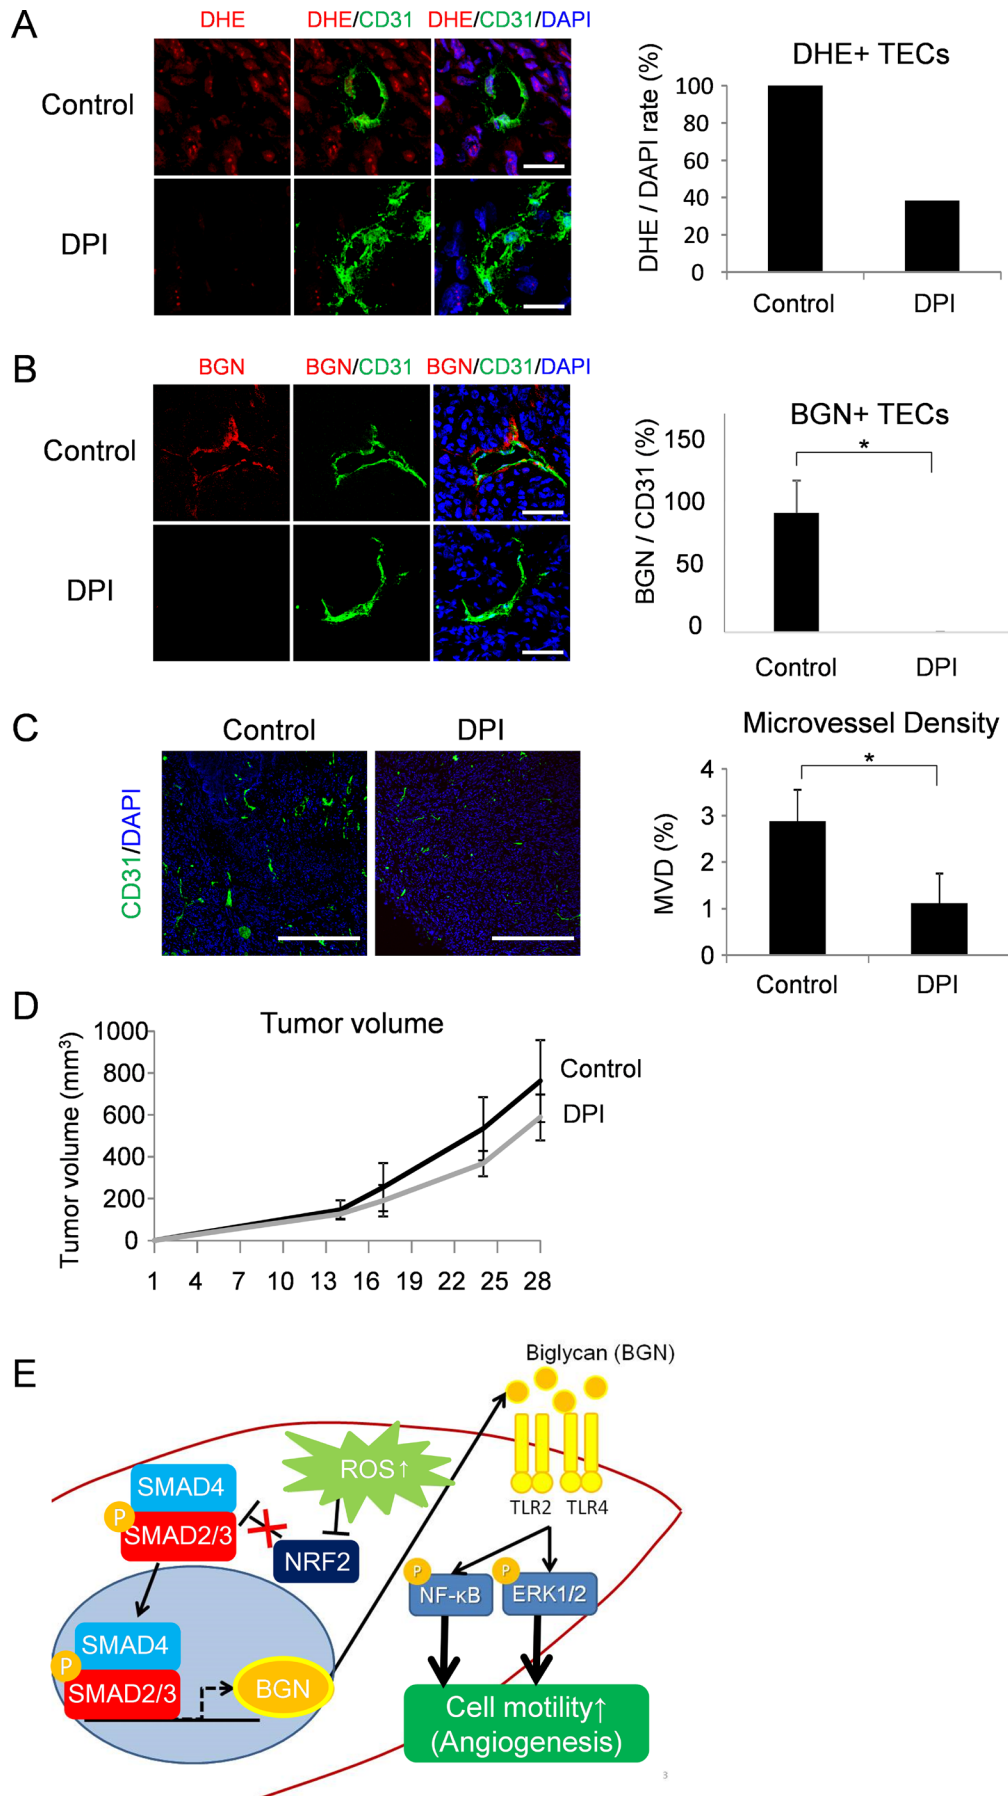 A
DHE DHE/CD31 DHE/CD31/DAPI
Control
DPI
DHE+ TECs
DHE / DAPI rate (%)
100
80
60
40
20
0
Control DPI
B
BGN BGN/CD31 BGN/CD31/DAPI
Control
DPI
BGN+ TECs
BGN / CD31 (%)
150
100
50
0
*
Control DPI
C
Control DPI
CD31/DAPI
Microvessel Density
MVD (%)
4
3
2
1
0
*
Control DPI
D
Tumor volume
Tumor volume (mm³)
1000
800
600
400
200
0
Control
DPI
1 4 7 10 13 16 19 22 25 28
E
Biglycan (BGN)
ROS↑
SMAD4
P
SMAD2/3
NRF2
TLR2 TLR4
P P
NF-κB ERK1/2
SMAD4
P
SMAD2/3
BGN
Cell motility↑
(Angiogenesis)
3